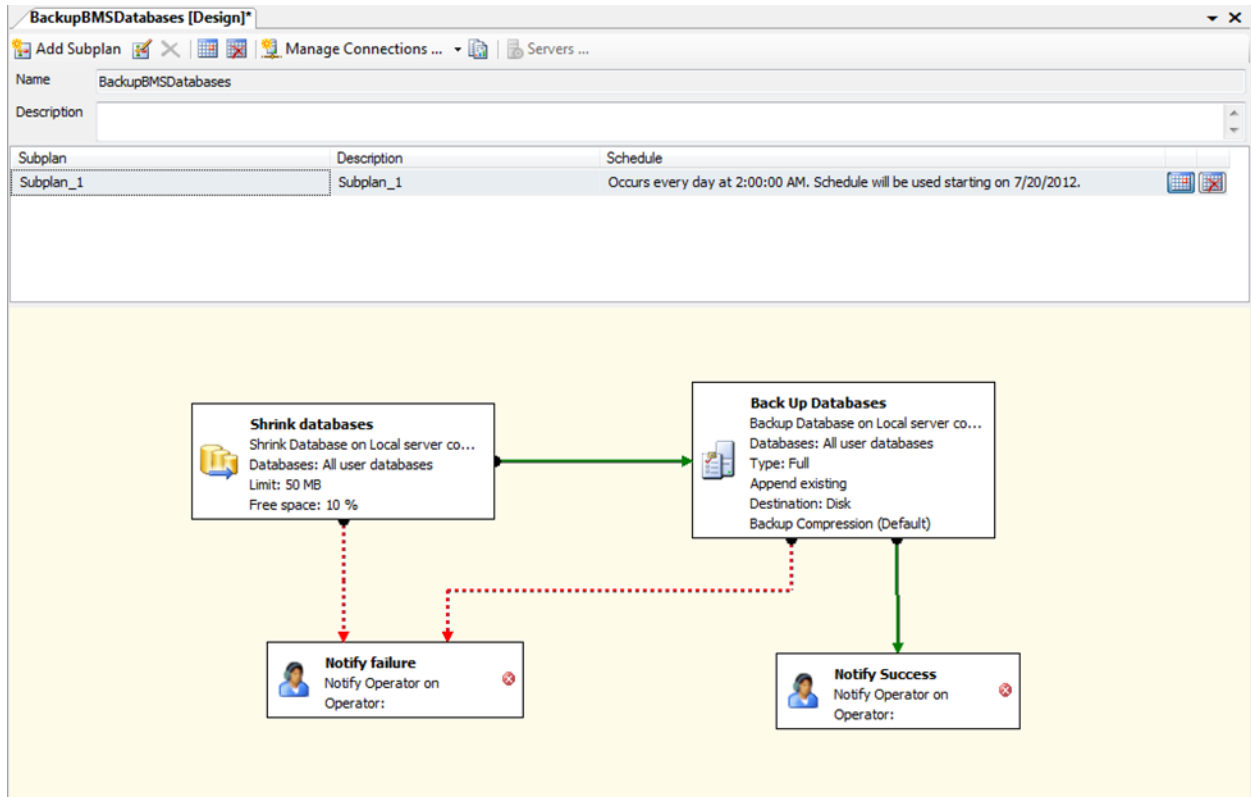 BackupBMSDatabases [Design]*
Add Subplan Manage Connections ... Servers ...
Name BackupBMSDatabases
Description
Subplan Description Schedule
Subplan_1 Subplan_1 Occurs every day at 2:00:00 AM. Schedule will be used starting on 7/20/2012.
Shrink databases
Shrink Database on Local server co...
Databases: All user databases
Limit: 50 MB
Free space: 10 %
Back Up Databases
Backup Database on Local server co...
Databases: All user databases
Type: Full
Append existing
Destination: Disk
Backup Compression (Default)
Notify failure
Notify Operator on
Operator:
Notify Success
Notify Operator on
Operator: